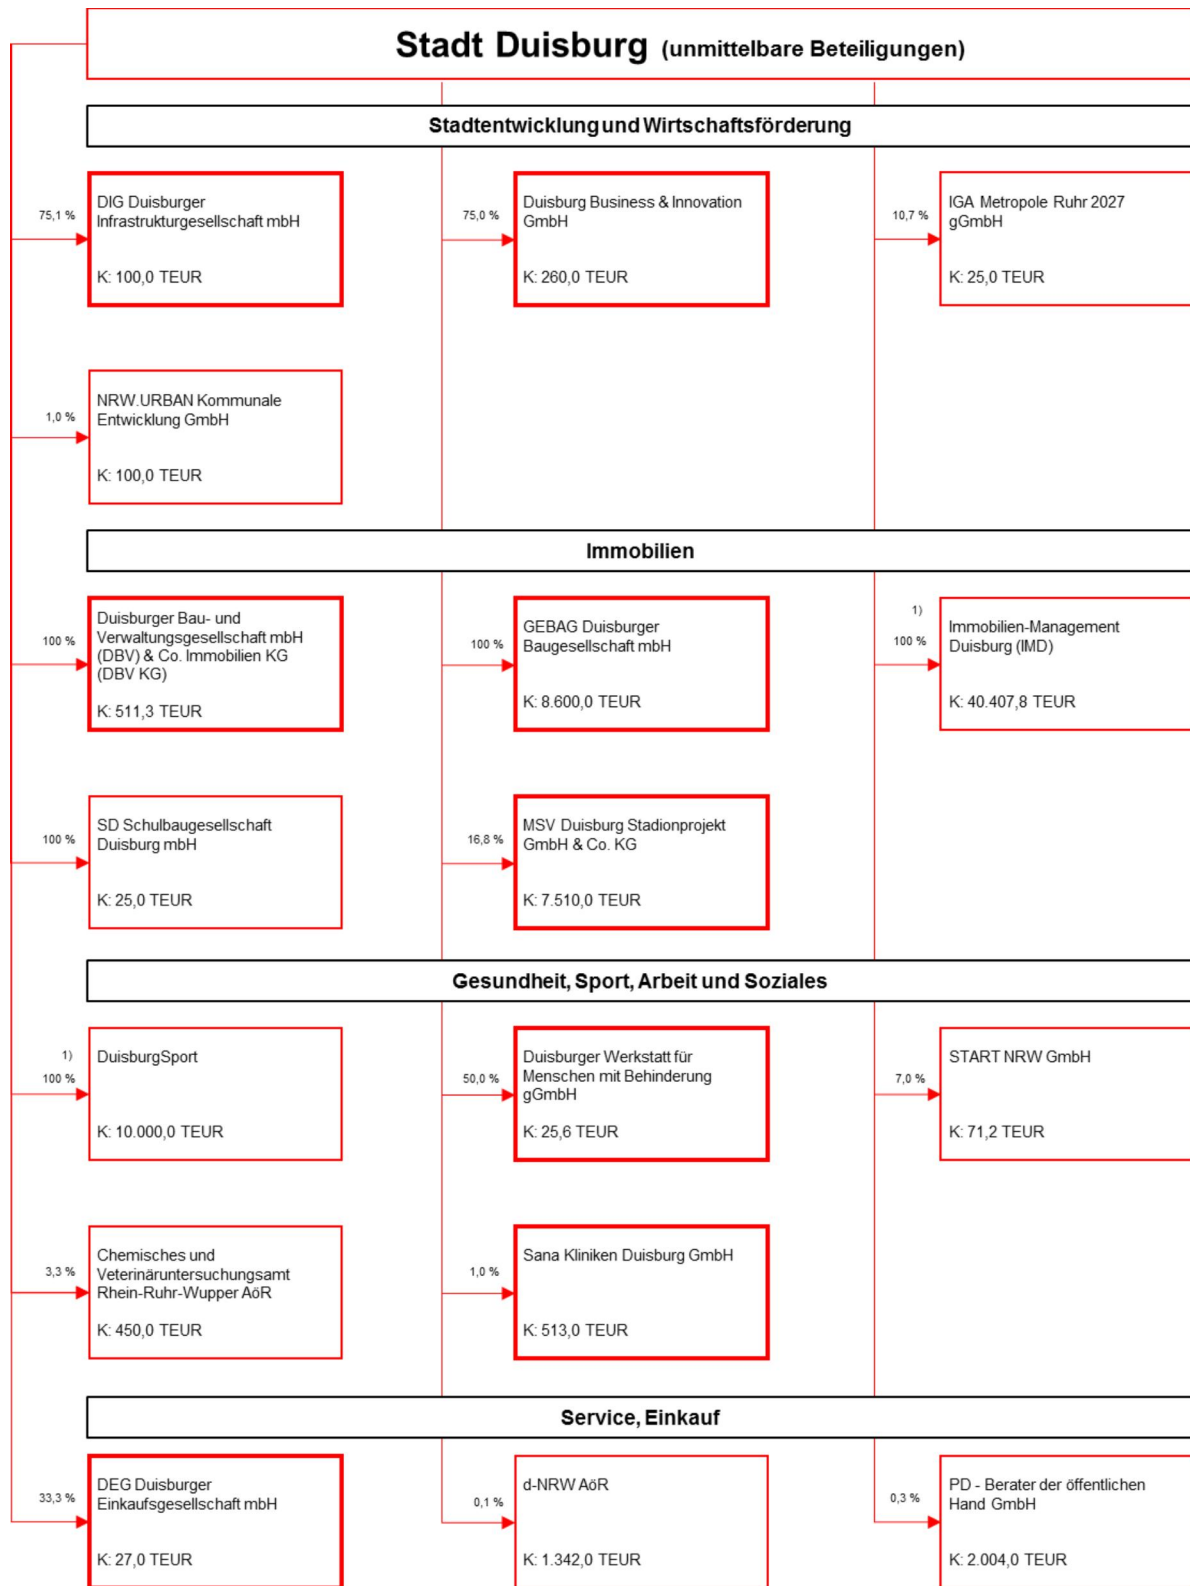 Stadt Duisburg (unmittelbare Beteiligungen)
Stadtentwicklung und Wirtschaftsförderung
75,1 %
DIG Duisburger
Infrastrukturgesellschaft mbH
K: 100,0 TEUR
75,0 %
Duisburg Business & Innovation
GmbH
K: 260,0 TEUR
10,7 %
IGA Metropole Ruhr 2027
gGmbH
K: 25,0 TEUR
1,0 %
NRW.URBAN Kommunale
Entwicklung GmbH
K: 100,0 TEUR
Immobilien
100 %
Duisburger Bau- und
Verwaltungsgesellschaft mbH
(DBV) & Co. Immobilien KG
(DBV KG)
K: 511,3 TEUR
100 %
GEBAG Duisburger
Baugesellschaft mbH
K: 8.600,0 TEUR
1)
100 %
Immobilien-Management
Duisburg (IMD)
K: 40.407,8 TEUR
100 %
SD Schulbaugesellschaft
Duisburg mbH
K: 25,0 TEUR
16,8 %
MSV Duisburg Stadionprojekt
GmbH & Co. KG
K: 7.510,0 TEUR
Gesundheit, Sport, Arbeit und Soziales
1)
100 %
DuisburgSport
K: 10.000,0 TEUR
50,0 %
Duisburger Werkstatt für
Menschen mit Behinderung
gGmbH
K: 25,6 TEUR
7,0 %
START NRW GmbH
K: 71,2 TEUR
3,3 %
Chemisches und
Veterinäruntersuchungsamt
Rhein-Ruhr-Wupper AöR
K: 450,0 TEUR
1,0 %
Sana Kliniken Duisburg GmbH
K: 513,0 TEUR
Service, Einkauf
33,3 %
DEG Duisburger
Einkaufsgesellschaft mbH
K: 27,0 TEUR
0,1 %
d-NRW AöR
K: 1.342,0 TEUR
0,3 %
PD - Berater der öffentlichen
Hand GmbH
K: 2.004,0 TEUR